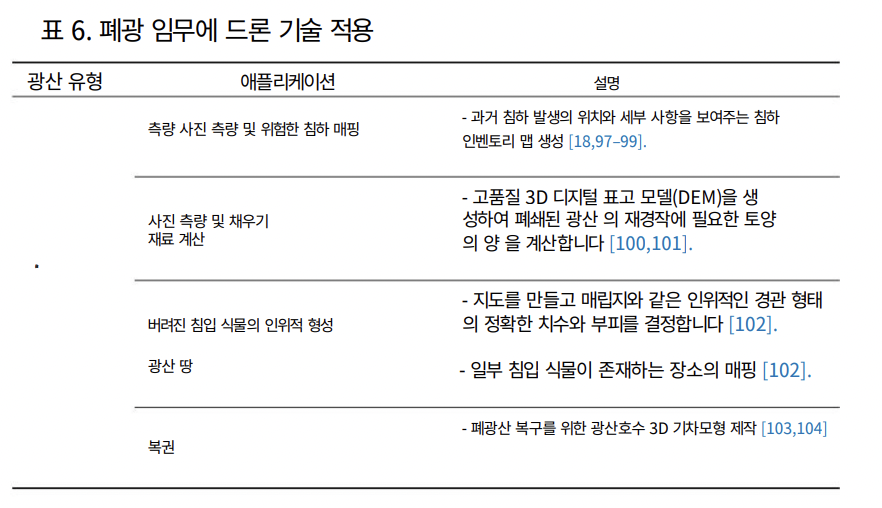 표 6. 폐광 임무에 드론 기술 적용
광산 유형 애플리케이션 설명
측량 사진 측량 및 위험한 침하 매핑
- 과거 침하 발생의 위치와 세부 사항을 보여주는 침하
인벤토리 맵 생성 [18,97–99].
사진 측량 및 채우기
재료 계산
- 고품질 3D 디지털 표고 모델(DEM)을 생
성하여 폐쇄된 광산 의 재경작에 필요한 토양
의 양 을 계산합니다 [100,101].
.
버려진 침입 식물의 인위적 형성
광산 땅
- 지도를 만들고 매립지와 같은 인위적인 경관 형태
의 정확한 치수와 부피를 결정합니다 [102].
- 일부 침입 식물이 존재하는 장소의 매핑 [102].
복권
- 폐광산 복구를 위한 광산호수 3D 기차모형 제작 [103,104]